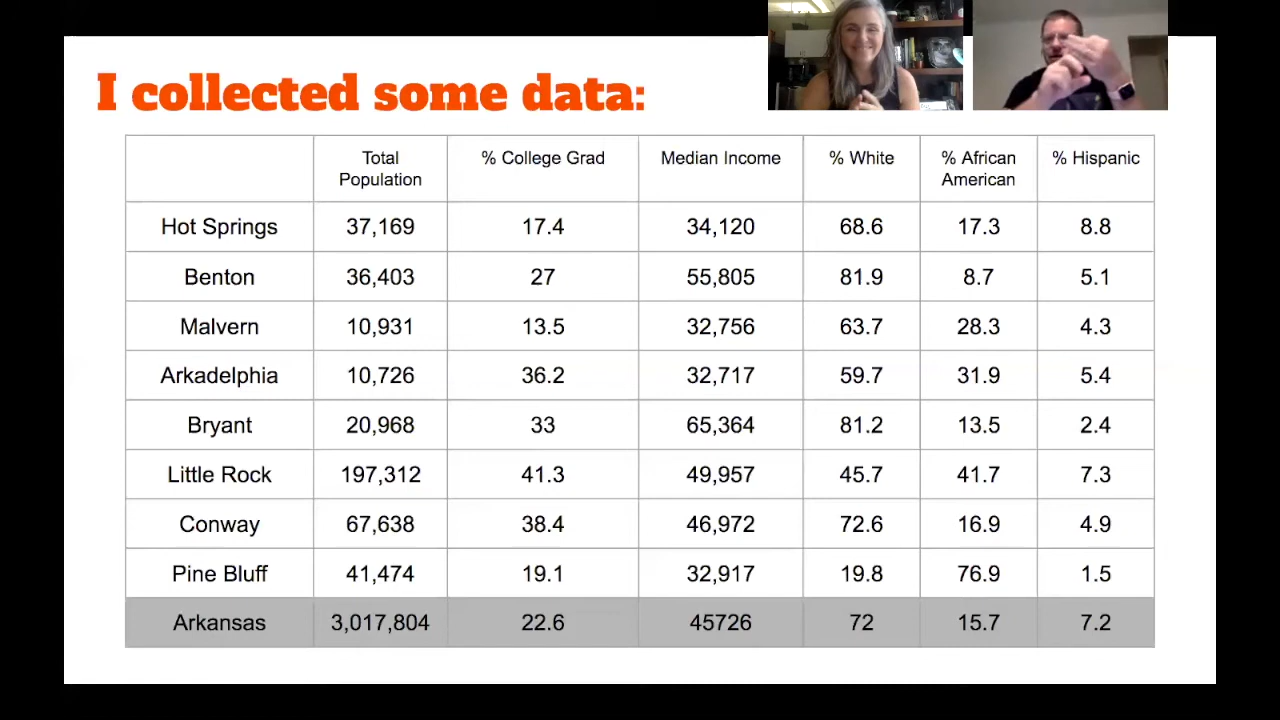 I collected some data:
Total Population % College Grad Median Income % White % African American % Hispanic
Hot Springs 37,169 17.4 34,120 68.6 17.3 8.8
Benton 36,403 27 55,805 81.9 8.7 5.1
Malvern 10,931 13.5 32,756 63.7 28.3 4.3
Arkadelphia 10,726 36.2 32,717 59.7 31.9 5.4
Bryant 20,968 33 65,364 81.2 13.5 2.4
Little Rock 197,312 41.3 49,957 45.7 41.7 7.3
Conway 67,638 38.4 46,972 72.6 16.9 4.9
Pine Bluff 41,474 19.1 32,917 19.8 76.9 1.5
Arkansas 3,017,804 22.6 45726 72 15.7 7.2